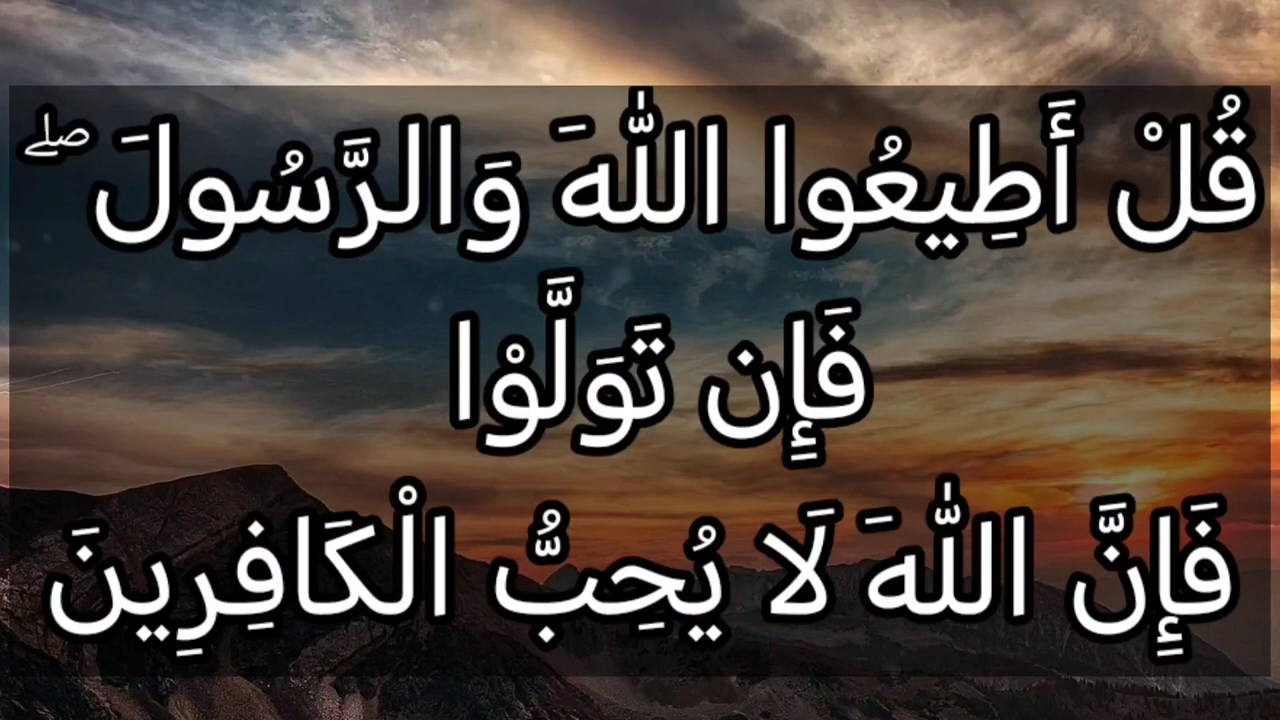 قُلْ أَطِيعُوا اللَّهَ وَالرَّسُولَ ۖ
فَإِن تَوَلَّوْا
فَإِنَّ اللَّهَ لَا يُحِبُّ الْكَافِرِينَ